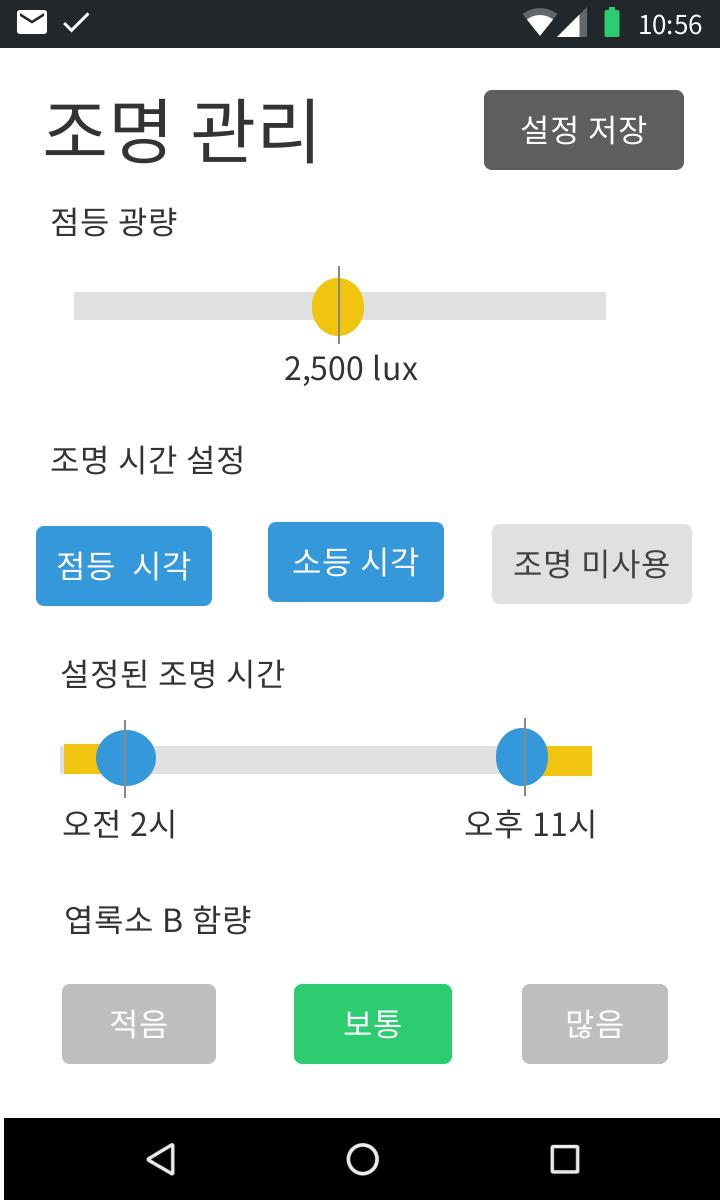 10:56
조명 관리
설정 저장
점등 광량
2,500 lux
조명 시간 설정
점등 시각
소등 시각
조명 미사용
설정된 조명 시간
오전 2시
오후 11시
엽록소 B 함량
적음
보통
많음